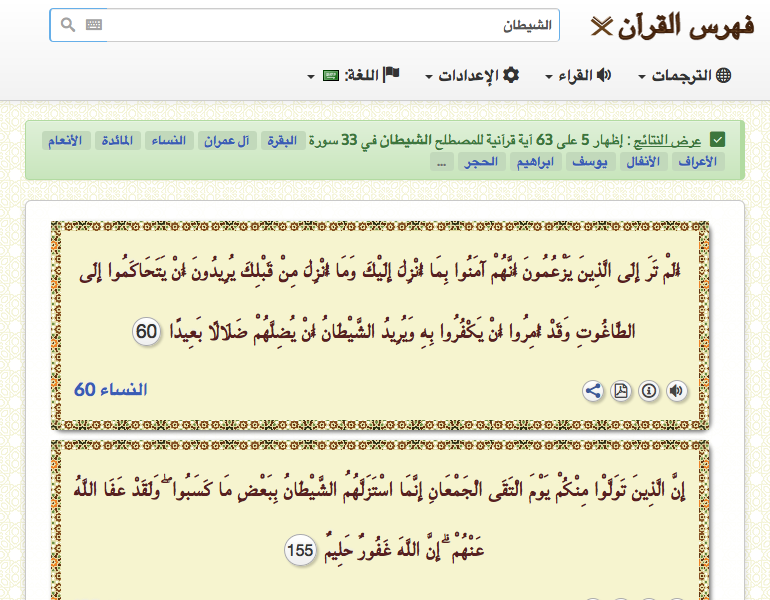 فهرس القرآن
الشيطان
الترجمات
القراء
الإعدادات
اللغة:
عرض النتائج : إظهار 5 على 63 آية قرآنية للمصطلح الشيطان في 33 سورة البقرة آل عمران النساء المائدة الأنعام
الأعراف الأنفال يوسف ابراهيم الحجر ...
أَلَمْ تَرَ إِلَى الَّذِينَ يَزْعُمُونَ أَنَّهُمْ آمَنُوا بِمَا أُنْزِلَ إِلَيْكَ وَمَا أُنْزِلَ مِنْ قَبْلِكَ يُرِيدُونَ أَنْ يَتَحَاكَمُوا إِلَى
الطَّاغُوتِ وَقَدْ أُمِرُوا أَنْ يَكْفُرُوا بِهِ وَيُرِيدُ الشَّيْطَانُ أَنْ يُضِلَّهُمْ ضَلَالًا بَعِيدًا 60
النساء 60
إِنَّ الَّذِينَ تَوَلَّوْا مِنْكُمْ يَوْمَ الْتَقَى الْجَمْعَانِ إِنَّمَا اسْتَزَلَّهُمُ الشَّيْطَانُ بِبَعْضِ مَا كَسَبُوا ۖ وَلَقَدْ عَفَا اللَّهُ
عَنْهُمْ ۗ إِنَّ اللَّهَ غَفُورٌ حَلِيمٌ 155